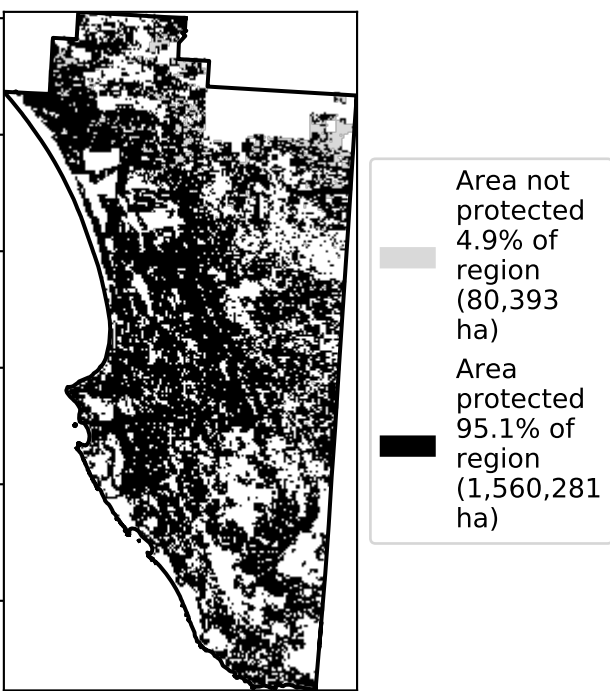 Area not
protected
4.9% of
region
(80,393
ha)
Area
protected
95.1% of
region
(1,560,281
ha)